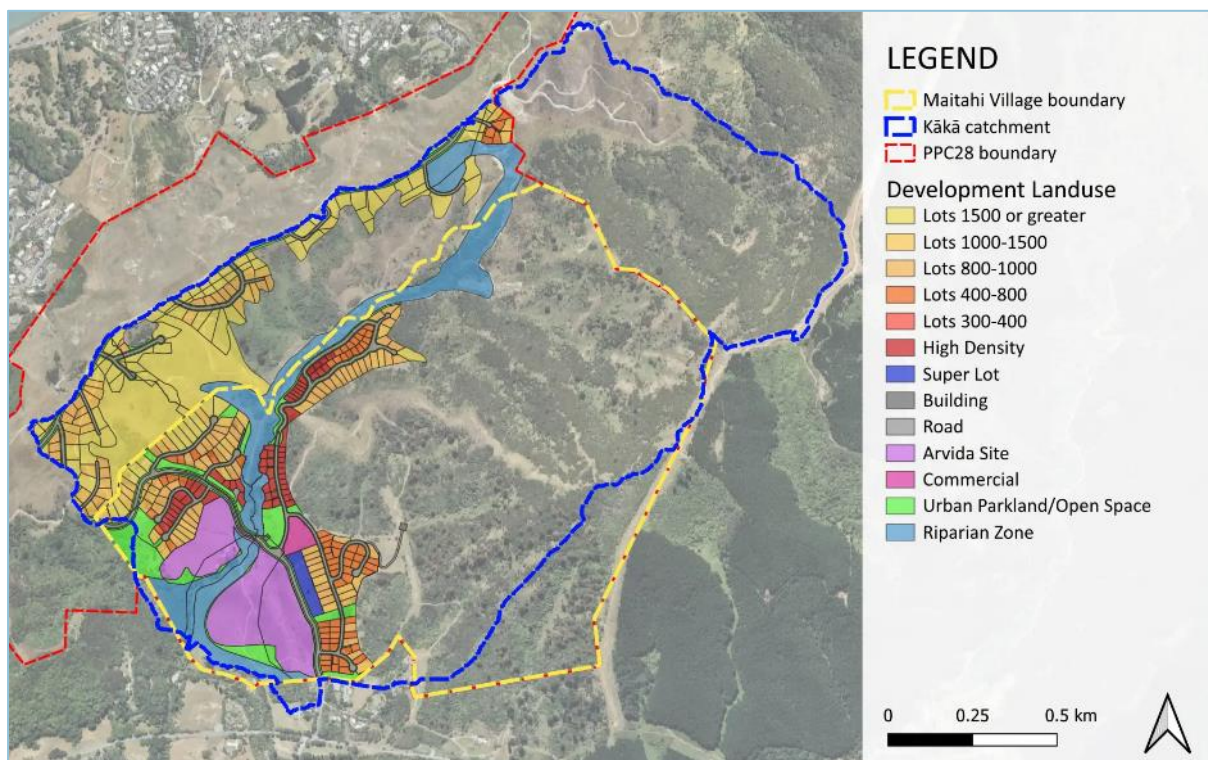 LEGEND
Maitahi Village boundary
Kākā catchment
PPC28 boundary
Development Landuse
Lots 1500 or greater
Lots 1000-1500
Lots 800-1000
Lots 400-800
Lots 300-400
High Density
Super Lot
Building
Road
Arvida Site
Commercial
Urban Parkland/Open Space
Riparian Zone
0 0.25 0.5 km